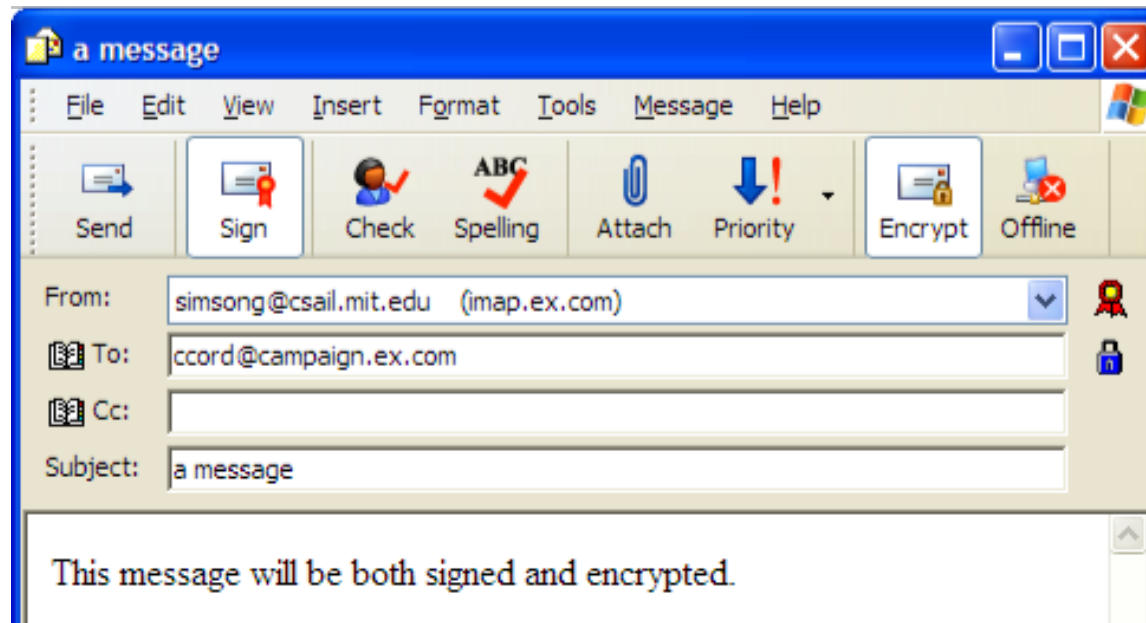 a message
File Edit View Insert Format Tools Message Help
ABC
Send Sign Check Spelling Attach Priority Encrypt Offline
From: simsong@csail.mit.edu (imap.ex.com)
To: ccord@campaign.ex.com
Cc:
Subject: a message
This message will be both signed and encrypted.